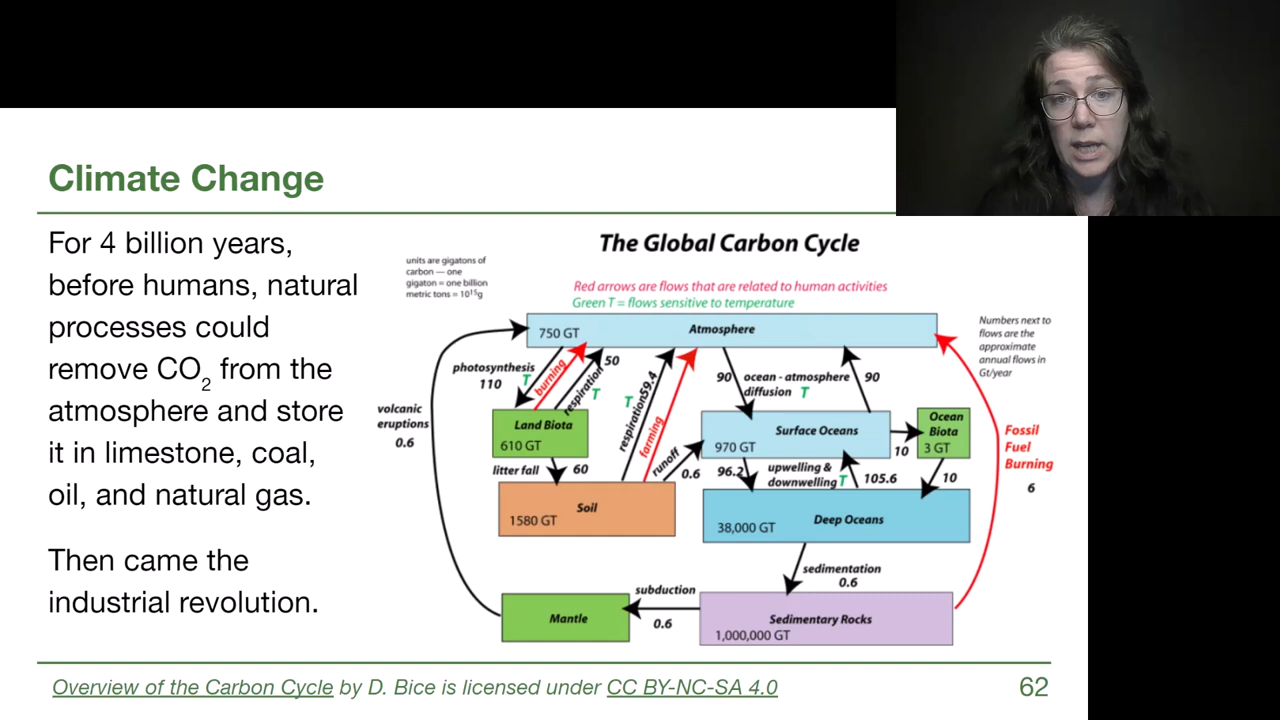 Climate Change
For 4 billion years,
before humans, natural
processes could
remove CO₂ from the
atmosphere and store
it in limestone, coal,
oil, and natural gas.
Then came the
industrial revolution.
The Global Carbon Cycle
units are gigatons of
carbon — one
gigaton = one billion
metric tons = 10¹⁵g
Red arrows are flows that are related to human activities
Green T = flows sensitive to temperature
Numbers next to
flows are the
approximate
annual flows in
Gt/year
750 GT
Atmosphere
photosynthesis
110
T
burning
respiration
50
T
T
respiration 59.4
farming
90
ocean - atmosphere
diffusion T
90
volcanic
eruptions
0.6
Land Biota
610 GT
Surface Oceans
970 GT
Ocean
Biota
3 GT
10
Fossil
Fuel
Burning
6
litter fall
60
runoff
0.6
96.2
upwelling &
downwelling T
105.6
10
Soil
1580 GT
Deep Oceans
38,000 GT
sedimentation
0.6
subduction
0.6
Mantle
Sedimentary Rocks
1,000,000 GT
Overview of the Carbon Cycle by D. Bice is licensed under CC BY-NC-SA 4.0
62